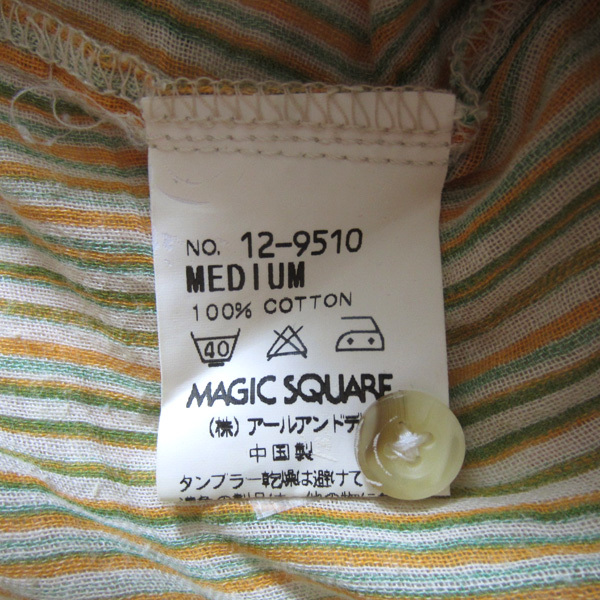 NO. 12-9510
MEDIUM
100% COTTON
40
MAGIC SQUARE
(株) アールアンドデ
中国製
タンブラー乾燥は避けて